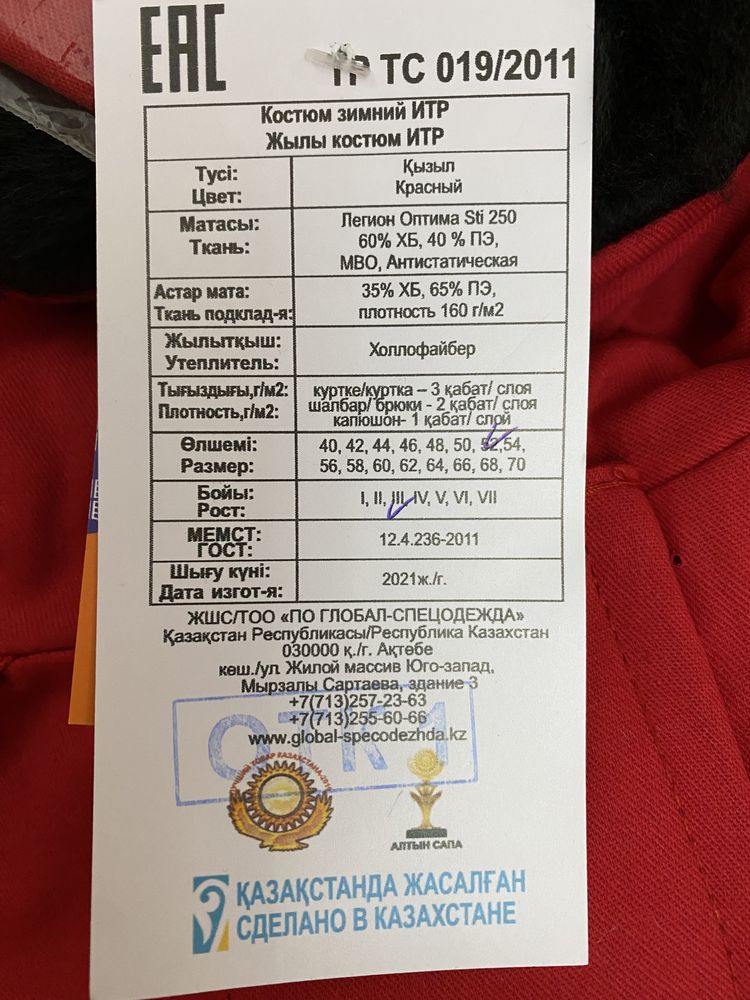 EAC
ТР ТС 019/2011
Костюм зимний ИТР
Жылы костюм ИТР
Түсі: Қызыл
Цвет: Красный
Матасы: Легион Оптима Sti 250
Ткань: 60% ХБ, 40 % ПЭ,
МВО, Антистатическая
Астар мата: 35% ХБ, 65% ПЭ,
Ткань подклад-я: плотность 160 г/м2
Жылытқыш:
Утеплитель: Холлофайбер
Тығыздығы,г/м2: куртке/куртка – 3 қабат/ слоя
Плотность,г/м2: шалбар/ брюки - 2 қабат/ слоя
капюшон- 1 қабат/ слой
Өлшемі: 40, 42, 44, 46, 48, 50, 52,54,
Размер: 56, 58, 60, 62, 64, 66, 68, 70
Бойы:
Рост: I, II, III, IV, V, VI, VII
МЕМСТ:
ГОСТ: 12.4.236-2011
Шығу күні:
Дата изгот-я: 2021ж./г.
ЖШС/ТОО «ПО ГЛОБАЛ-СПЕЦОДЕЖДА»
Қазақстан Республикасы/Республика Казахстан
030000 қ./г. Ақтөбе
көш./ул. Жилой массив Юго-запад,
Мырзалы Сартаева, здание 3
+7(713)257-23-63
+7(713)255-60-66
www.global-specodezhda.kz
ОТК 1
ЛУЧШИЙ ТОВАР КАЗАХСТАНА
АЛТЫН САПА
ҚАЗАҚСТАНДА ЖАСАЛҒАН
СДЕЛАНО В КАЗАХСТАНЕ